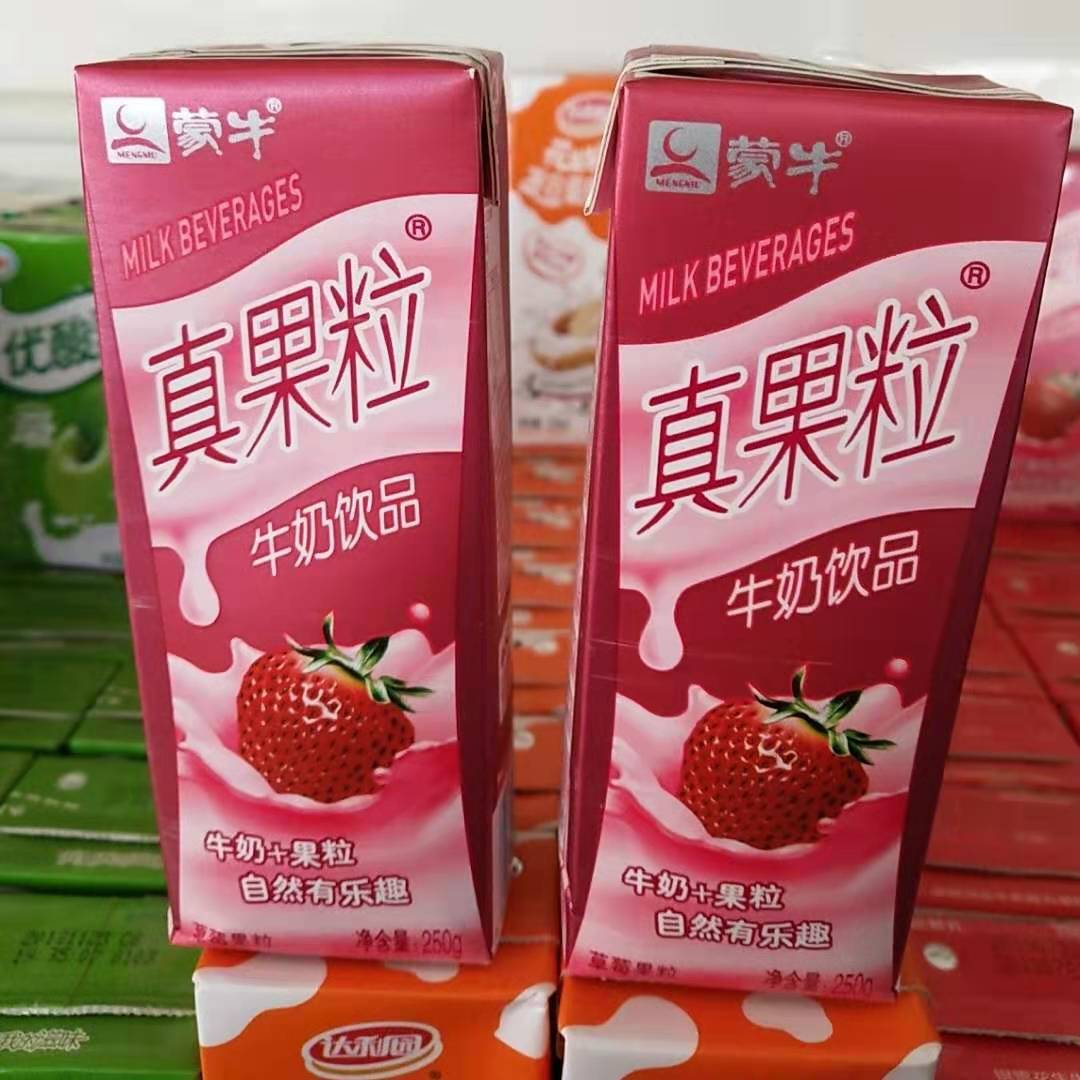 蒙牛®
MENGNIU
MILK BEVERAGES
真果粒®
牛奶饮品
牛奶+果粒
自然有乐趣
草莓果粒 净含量:250g
蒙牛®
MENGNIU
MILK BEVERAGES
真果粒®
牛奶饮品
牛奶+果粒
自然有乐趣
草莓果粒 净含量:250g
优酸
达利园